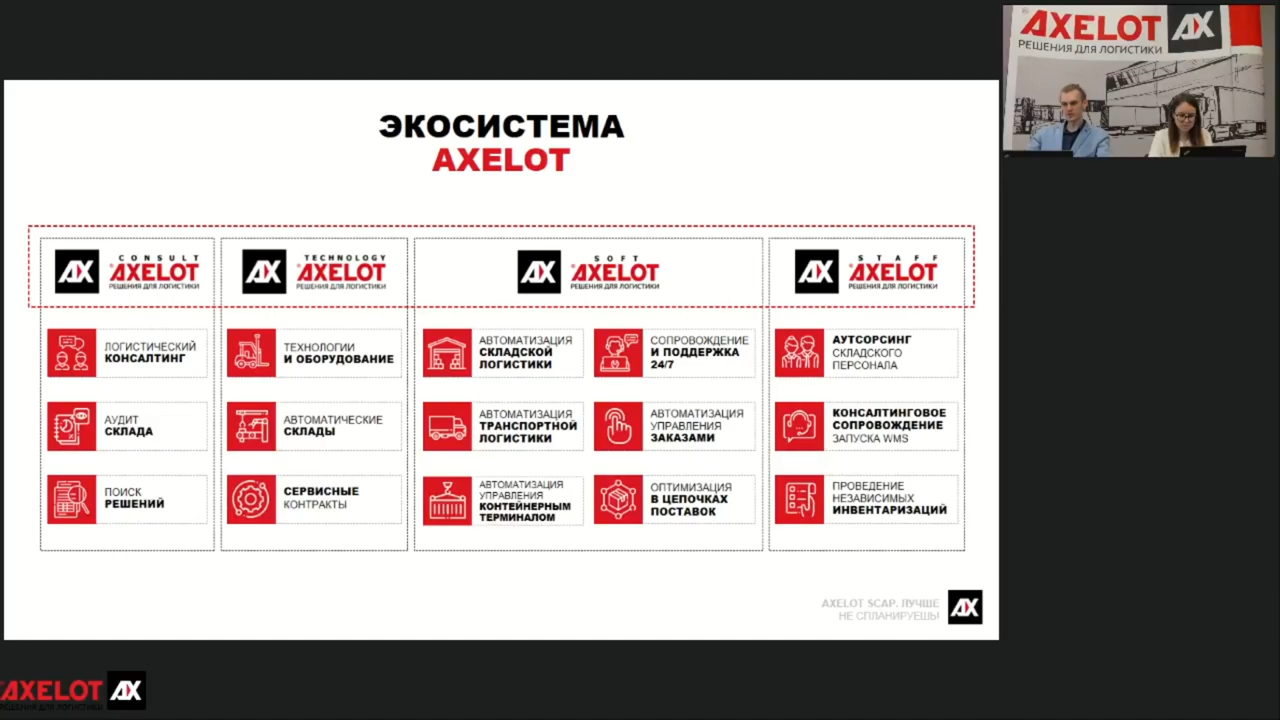 AXELOT AX
РЕШЕНИЯ ДЛЯ ЛОГИСТИКИ
ЭКОСИСТЕМА
AXELOT
AX CONSULT
AXELOT
РЕШЕНИЯ ДЛЯ ЛОГИСТИКИ
ЛОГИСТИЧЕСКИЙ
КОНСАЛТИНГ
АУДИТ
СКЛАДА
ПОИСК
РЕШЕНИЙ
AX TECHNOLOGY
AXELOT
РЕШЕНИЯ ДЛЯ ЛОГИСТИКИ
ТЕХНОЛОГИИ
И ОБОРУДОВАНИЕ
АВТОМАТИЧЕСКИЕ
СКЛАДЫ
СЕРВИСНЫЕ
КОНТРАКТЫ
AX SOFT
AXELOT
РЕШЕНИЯ ДЛЯ ЛОГИСТИКИ
АВТОМАТИЗАЦИЯ
СКЛАДСКОЙ
ЛОГИСТИКИ
АВТОМАТИЗАЦИЯ
ТРАНСПОРТНОЙ
ЛОГИСТИКИ
АВТОМАТИЗАЦИЯ
УПРАВЛЕНИЯ
КОНТЕЙНЕРНЫМ
ТЕРМИНАЛОМ
СОПРОВОЖДЕНИЕ
И ПОДДЕРЖКА
24/7
АВТОМАТИЗАЦИЯ
УПРАВЛЕНИЯ
ЗАКАЗАМИ
ОПТИМИЗАЦИЯ
В ЦЕПОЧКАХ
ПОСТАВОК
AX STAFF
AXELOT
РЕШЕНИЯ ДЛЯ ЛОГИСТИКИ
АУТСОРСИНГ
СКЛАДСКОГО
ПЕРСОНАЛА
КОНСАЛТИНГОВОЕ
СОПРОВОЖДЕНИЕ
ЗАПУСКА WMS
ПРОВЕДЕНИЕ
НЕЗАВИСИМЫХ
ИНВЕНТАРИЗАЦИЙ
AXELOT SCAP. ЛУЧШЕ
НЕ СПЛАНИРУЕШЬ
AX
AXELOT AX
РЕШЕНИЯ ДЛЯ ЛОГИСТИКИ